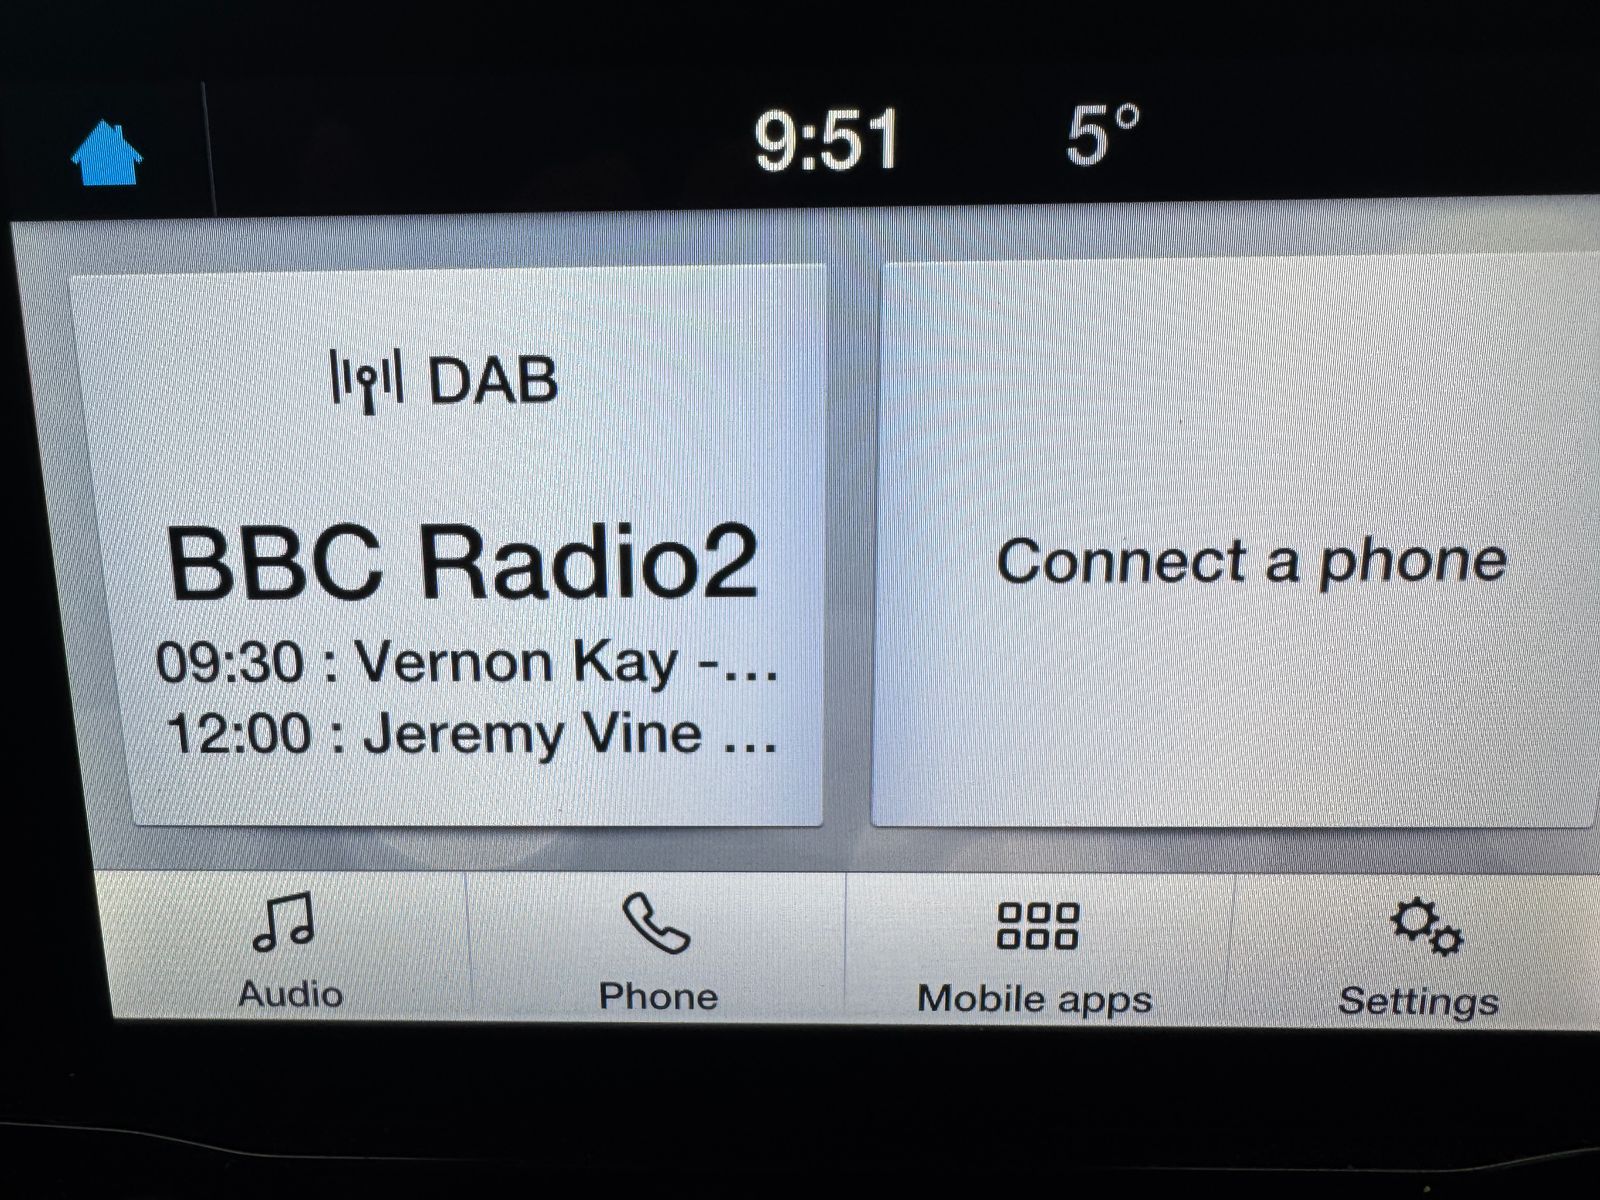 9:51 5°
DAB
BBC Radio2
09:30 : Vernon Kay -...
12:00 : Jeremy Vine ...
Connect a phone
Audio Phone Mobile apps Settings